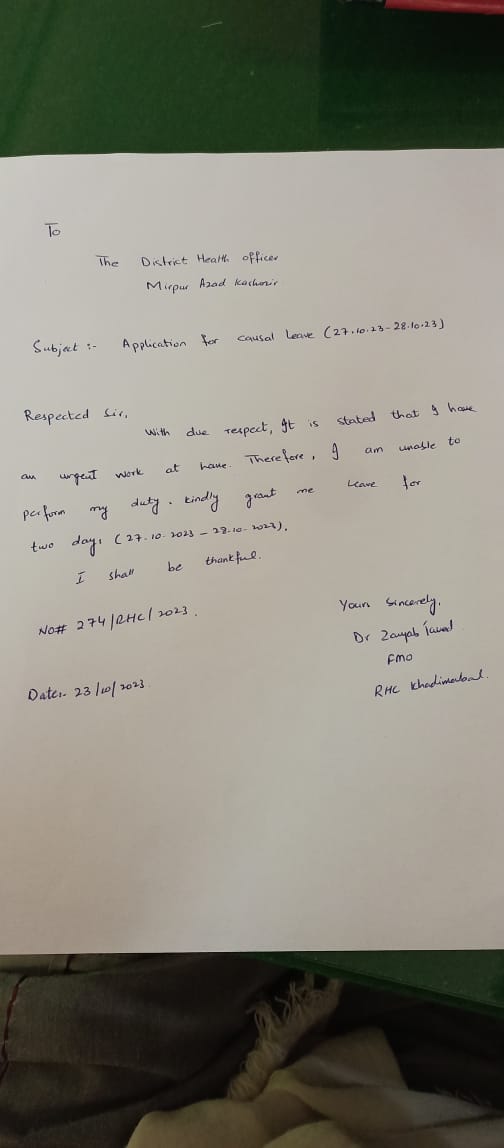 To
The District Health officer
Mirpur Azad Kashmir
Subject :- Application for causal Leave (27.10.23-28.10.23)
Respected Sir,
With due respect, It is stated that I have
an urgent work at home. Therefore, I am unable to
perform my duty. Kindly grant me Leave for
two days (27.10.2023 - 28.10.2023).
I shall be thankful.
No# 274/RHC/2023.
Date:- 23/10/2023
Yours Sincerely,
Dr Zanyab
FMO
RHC